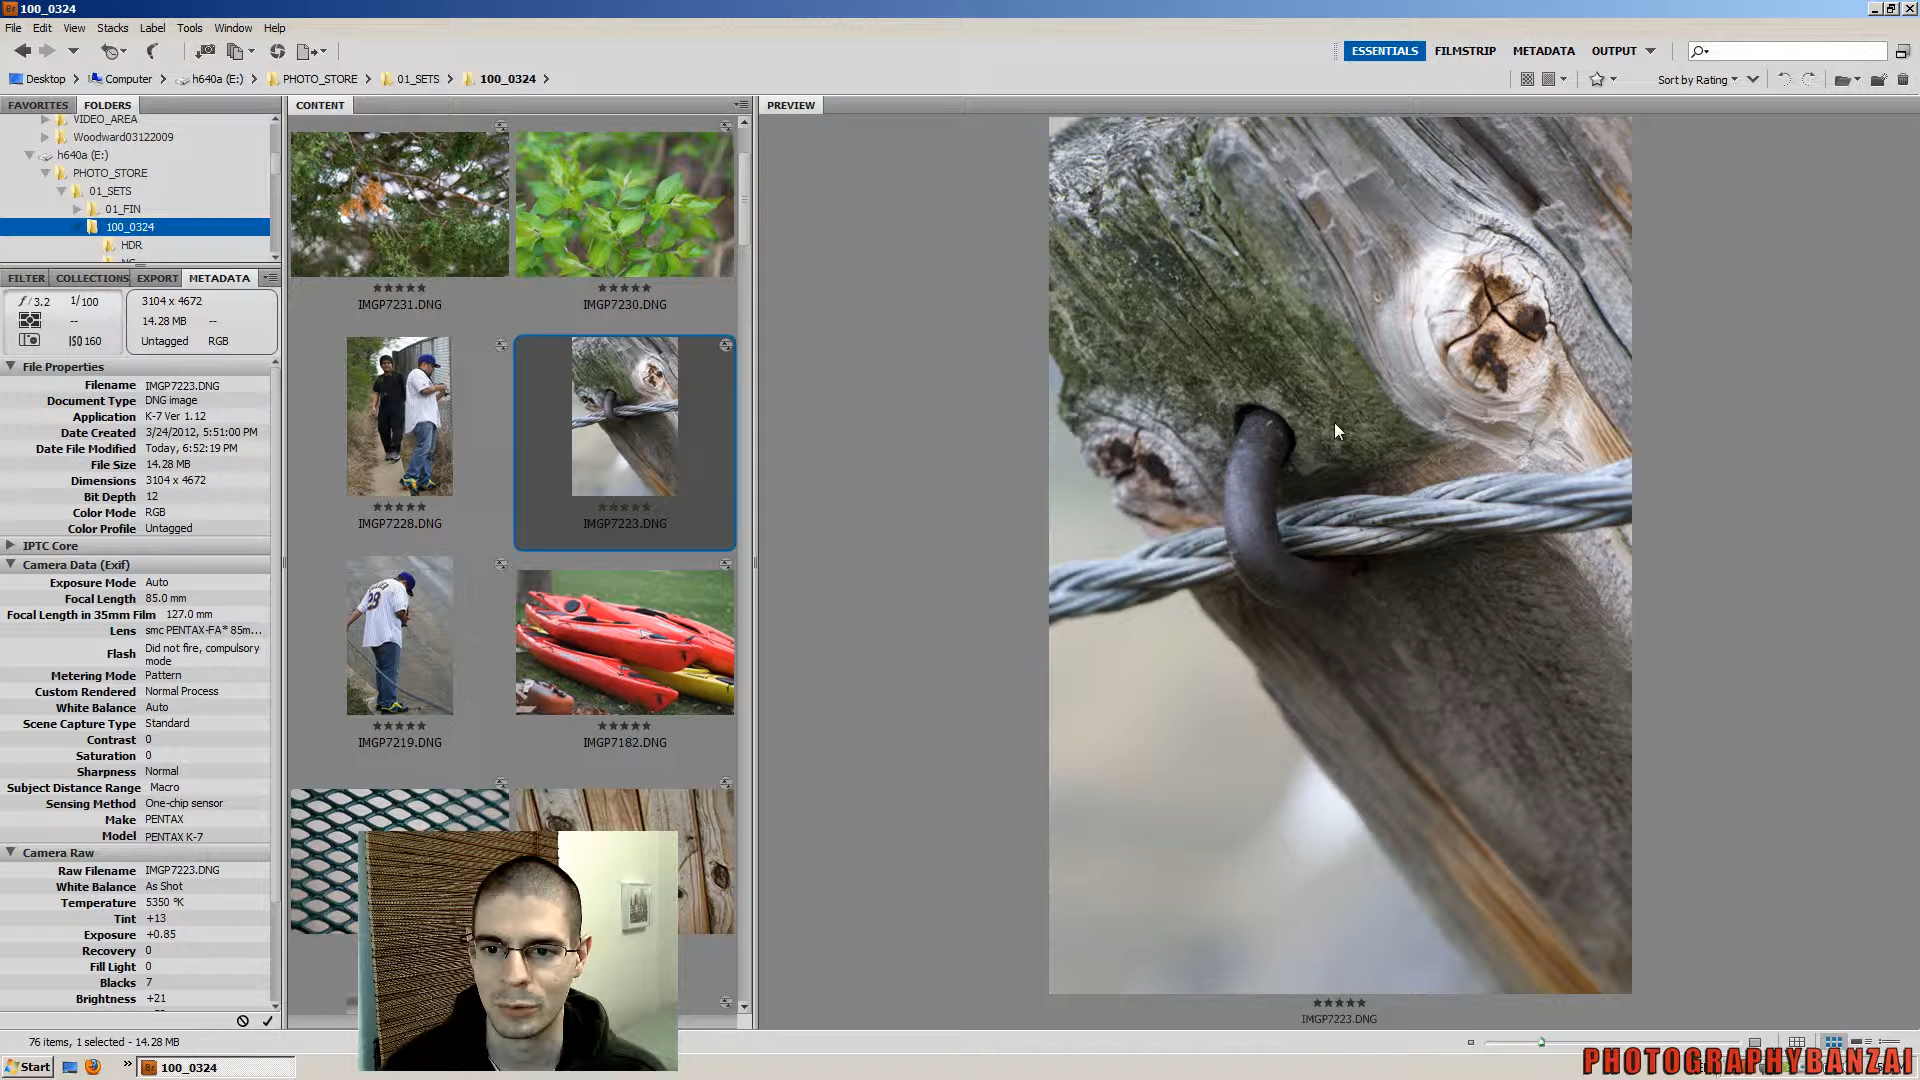 Br 100_0324
File Edit View Stacks Label Tools Window Help
ESSENTIALS FILMSTRIP METADATA OUTPUT
Desktop Computer h640a (E:) PHOTO_STORE 01_SETS 100_0324
Sort by Rating
FAVORITES FOLDERS
VIDEO_AREA
Woodward03122009
h640a (E:)
PHOTO_STORE
01_SETS
01_FIN
100_0324
HDR
FILTER COLLECTIONS EXPORT METADATA
f/3.2 1/100 3104 x 4672
-- 14.28 MB --
ISO 160 Untagged RGB
File Properties
Filename IMGP7223.DNG
Document Type DNG image
Application K-7 Ver 1.12
Date Created 3/24/2012, 5:51:00 PM
Date File Modified Today, 6:52:19 PM
File Size 14.28 MB
Dimensions 3104 x 4672
Bit Depth 12
Color Mode RGB
Color Profile Untagged
IPTC Core
Camera Data (Exif)
Exposure Mode Auto
Focal Length 85.0 mm
Focal Length in 35mm Film 127.0 mm
Lens smc PENTAX-FA* 85m...
Flash Did not fire, compulsory
mode
Metering Mode Pattern
Custom Rendered Normal Process
White Balance Auto
Scene Capture Type Standard
Contrast 0
Saturation 0
Sharpness Normal
Subject Distance Range Macro
Sensing Method One-chip sensor
Make PENTAX
Model PENTAX K-7
Camera Raw
Raw Filename IMGP7223.DNG
White Balance As Shot
Temperature 5350 °K
Tint +13
Exposure +0.85
Recovery 0
Fill Light 0
Blacks 7
Brightness +21
76 items, 1 selected - 14.28 MB
Start
» Br 100_0324
CONTENT
IMGP7231.DNG IMGP7230.DNG
IMGP7228.DNG IMGP7223.DNG
28
IMGP7219.DNG IMGP7182.DNG
PREVIEW
IMGP7223.DNG
PHOTOGRAPHYBANZAI